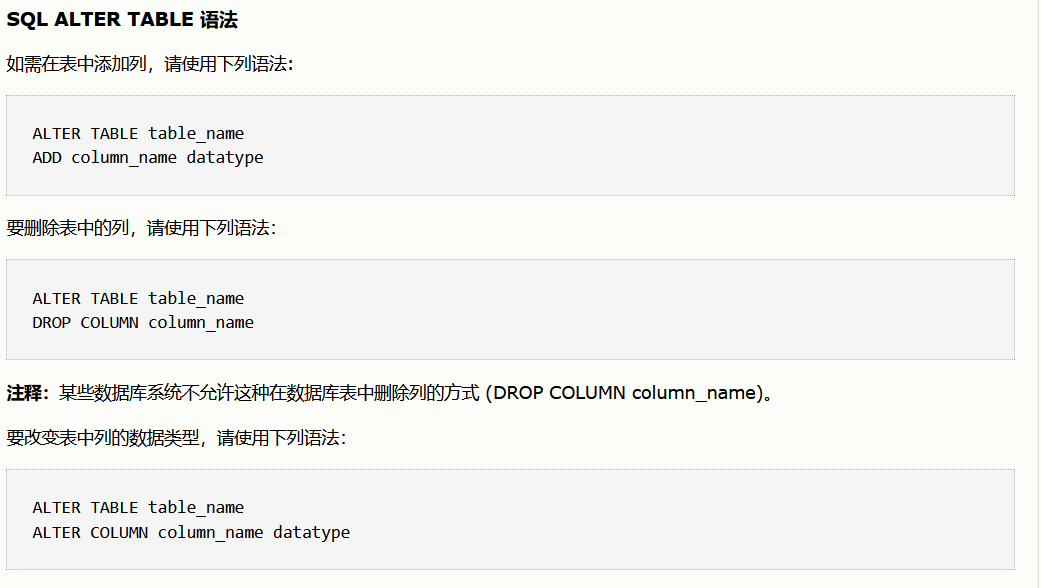 SQL ALTER TABLE 语法
如需在表中添加列，请使用下列语法:
ALTER TABLE table_name
ADD column_name datatype
要删除表中的列，请使用下列语法：
ALTER TABLE table_name
DROP COLUMN column_name
注释：某些数据库系统不允许这种在数据库表中删除列的方式 (DROP COLUMN column_name)。
要改变表中列的数据类型，请使用下列语法：
ALTER TABLE table_name
ALTER COLUMN column_name datatype